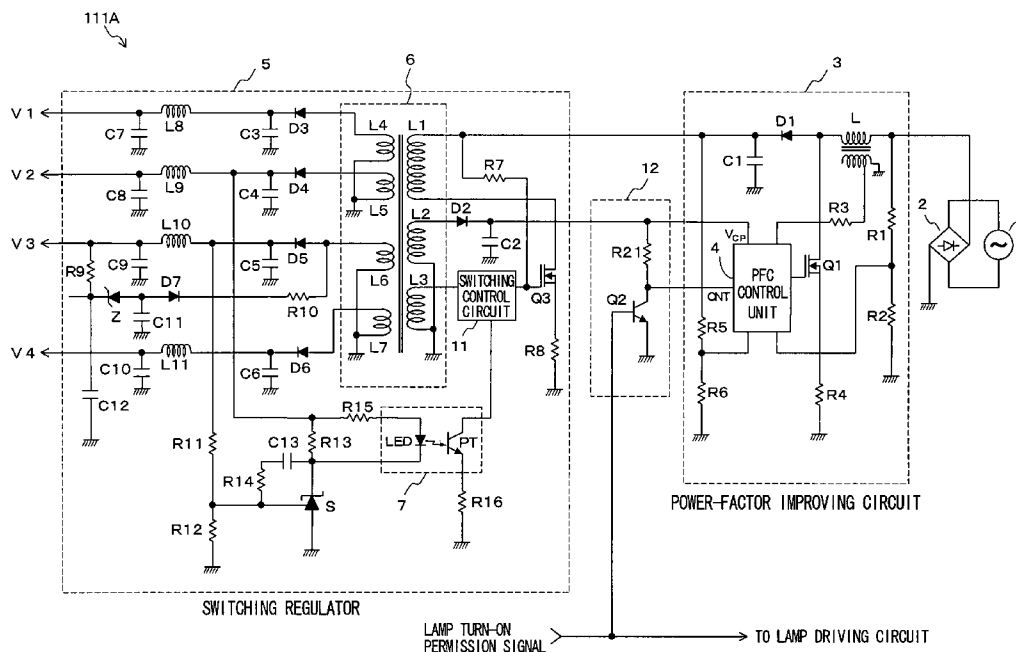 111A
5
6
3
V1
L8
D3
L4
L1
D1
L
C7
C3
R7
C1
V2
L9
D4
12
R3
2
1
C8
C4
L5
L2
D2
R1
V3
L10
D5
C2
R21
VCP
4
Q1
R9
C9
C5
L3
SWITCHING CONTROL CIRCUIT
Q3
Q2
CNT
PFC CONTROL UNIT
R2
D7
L6
R10
11
R5
Z
C11
V4
L11
D6
L7
R8
C10
C6
R6
R4
C12
R15
R11
C13
R13
LED
PT
R14
S
7
R16
R12
POWER-FACTOR IMPROVING CIRCUIT
SWITCHING REGULATOR
LAMP TURN-ON
PERMISSION SIGNAL
TO LAMP DRIVING CIRCUIT